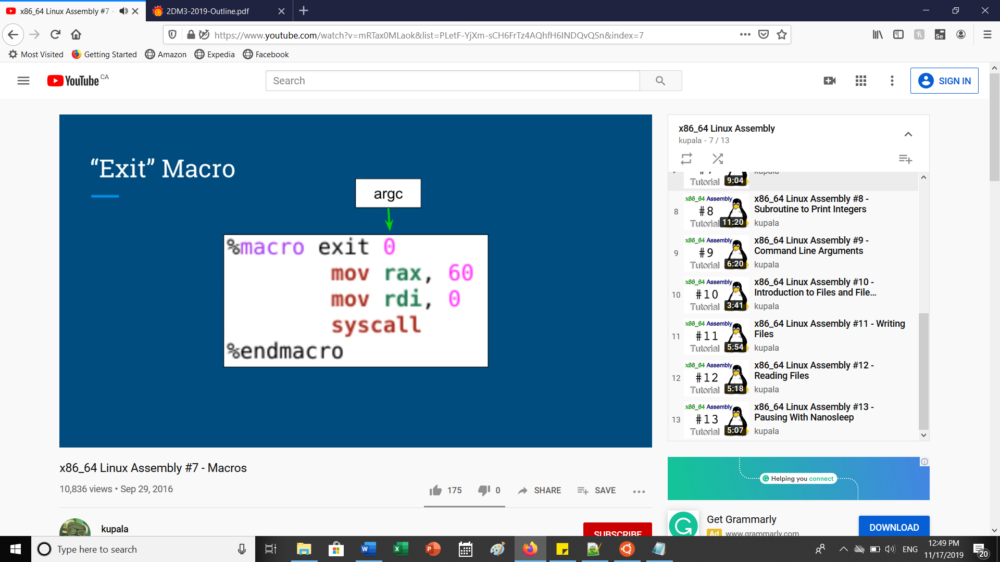 x86_64 Linux Assembly #7 -
2DM3-2019-Outline.pdf
https://www.youtube.com/watch?v=mRTax0MLaok&list=PLetF-YjXm-sCH6FrTz4AQhfH6INDQvQSn&index=7
Most Visited
Getting Started
Amazon
Expedia
Facebook
YouTube CA
Search
SIGN IN
“Exit” Macro
argc
%macro exit 0
mov rax, 60
mov rdi, 0
syscall
%endmacro
x86_64 Linux Assembly #7 - Macros
10,836 views • Sep 29, 2016
175
0
SHARE
SAVE
kupala
SUBSCRIBE
x86_64 Linux Assembly
kupala - 7 / 13
kupala
Tutorial
9:04
8
x86_64 Assembly
#8
Tutorial
11:20
x86_64 Linux Assembly #8 -
Subroutine to Print Integers
kupala
9
x86_64 Assembly
#9
Tutorial
6:20
x86_64 Linux Assembly #9 -
Command Line Arguments
kupala
10
x86_64 Assembly
#10
Tutorial
3:41
x86_64 Linux Assembly #10 -
Introduction to Files and File...
kupala
11
x86_64 Assembly
#11
Tutorial
5:54
x86_64 Linux Assembly #11 - Writing
Files
kupala
12
x86_64 Assembly
#12
Tutorial
5:18
x86_64 Linux Assembly #12 -
Reading Files
kupala
13
x86_64 Assembly
#13
Tutorial
5:07
x86_64 Linux Assembly #13 -
Pausing With Nanosleep
kupala
Helping you connect
Get Grammarly
Ad www.grammarly.com
DOWNLOAD
Type here to search
ENG
12:49 PM
11/17/2019
20